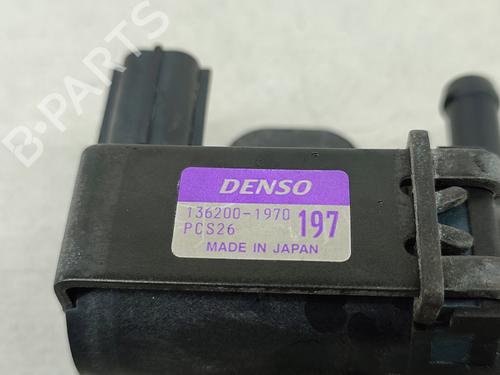 B-PARTS
DENSO
136200-1970 197
PCS26
MADE IN JAPAN